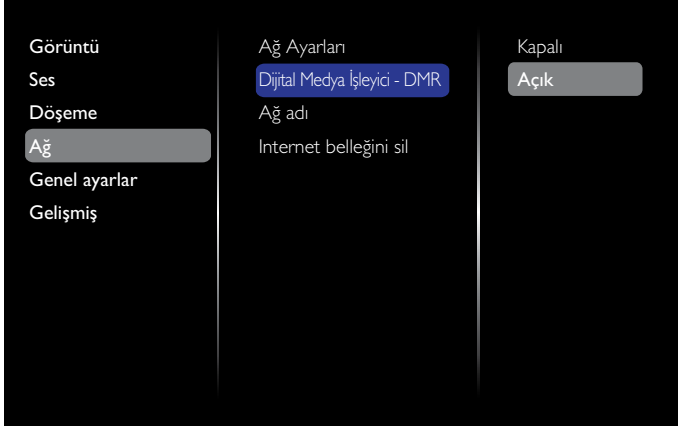 Görüntü
Ses
Döşeme
Ağ
Genel ayarlar
Gelişmiş
Ağ Ayarları
Dijital Medya İşleyici - DMR
Ağ adı
Internet belleğini sil
Kapalı
Açık